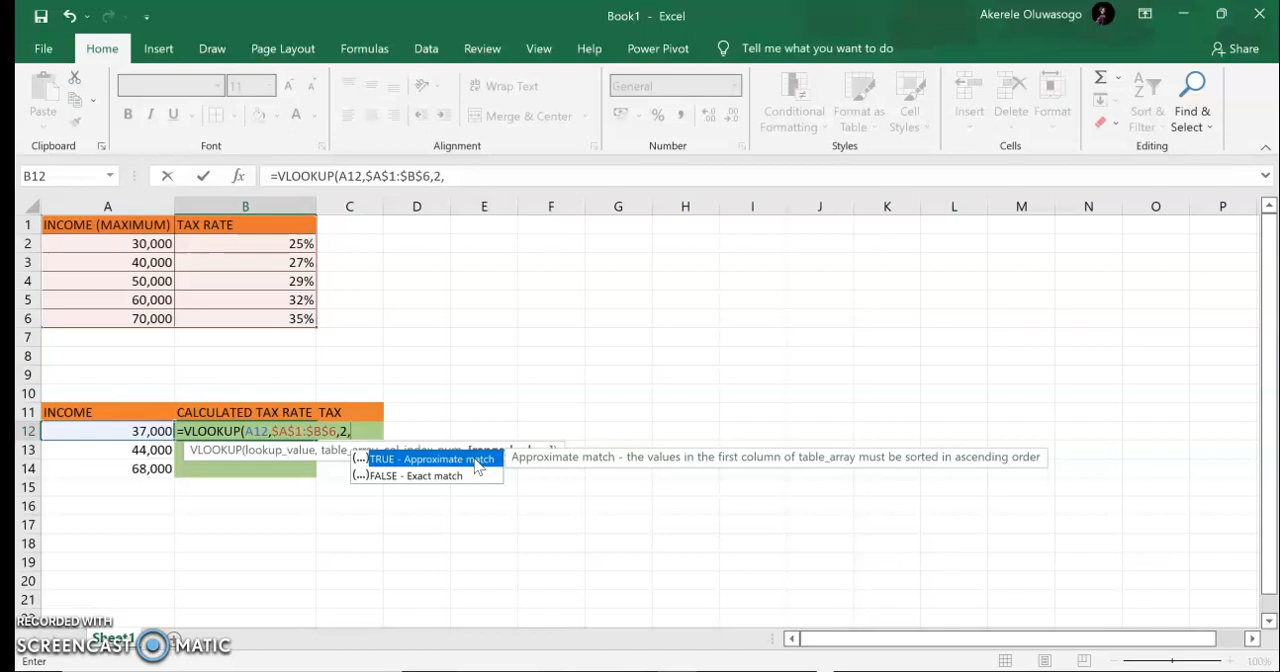 Book1 - Excel
Akerele Oluwasogo
File Home Insert Draw Page Layout Formulas Data Review View Help Power Pivot Tell me what you want to do Share
Paste
11
Wrap Text
Merge & Center
General
Conditional Formatting
Format as Table
Cell Styles
Insert Delete Format
Sort & Filter
Find & Select
Clipboard Font Alignment Number Styles Cells Editing
B12 =VLOOKUP(A12,$A$1:$B$6,2,
A B C D E F G H I J K L M N O P
1 INCOME (MAXIMUM) TAX RATE
2 30,000 25%
3 40,000 27%
4 50,000 29%
5 60,000 32%
6 70,000 35%
7
8
9
10
11 INCOME CALCULATED TAX RATE TAX
12 37,000 =VLOOKUP(A12,$A$1:$B$6,2,
13 44,000 VLOOKUP(lookup_value,
(...)TRUE - Approximate match Approximate match - the values in the first column of table_array must be sorted in ascending order
14 68,000 (...)FALSE - Exact match
15
16
17
18
19
20
21
RECORDED WITH
SCREENCAST MATIC
Sheet1
Enter 100%